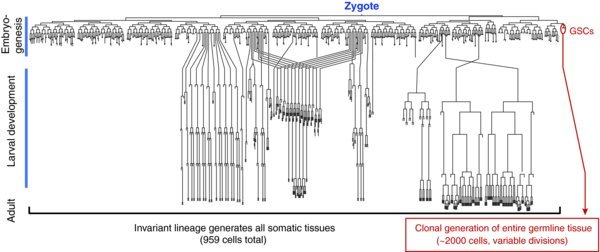 Zygote
Embryo-
genesis
GSCs
Larval development
Adult
Invariant lineage generates all somatic tissues
(959 cells total)
Clonal generation of entire germline tissue
(~2000 cells, variable divisions)